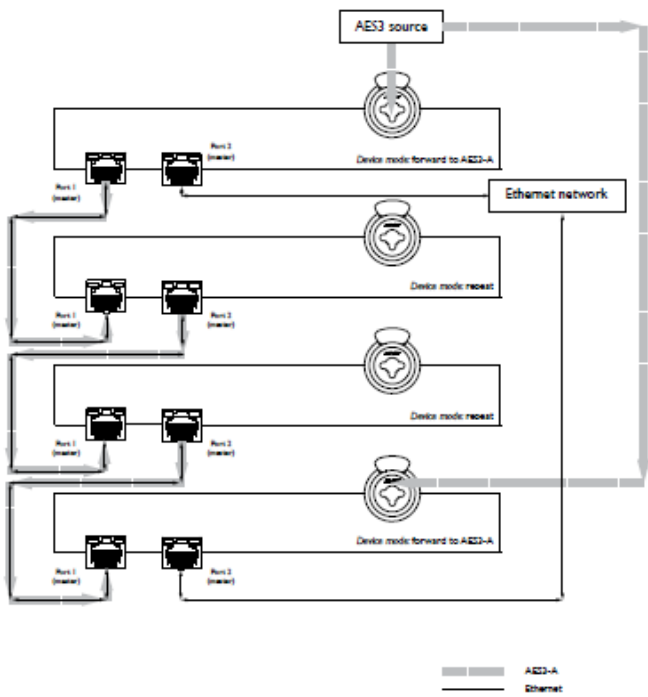 AES3 source
Port 2
(master)
Device mode: forward to AES3-A
Port 1
(master)
Ethernet network
Device mode: repeat
Port 1
(master)
Port 2
(master)
Device mode: repeat
Port 1
(master)
Port 2
(master)
Device mode: forward to AES3-A
Port 1
(master)
Port 2
(master)
AES3-A
Ethernet